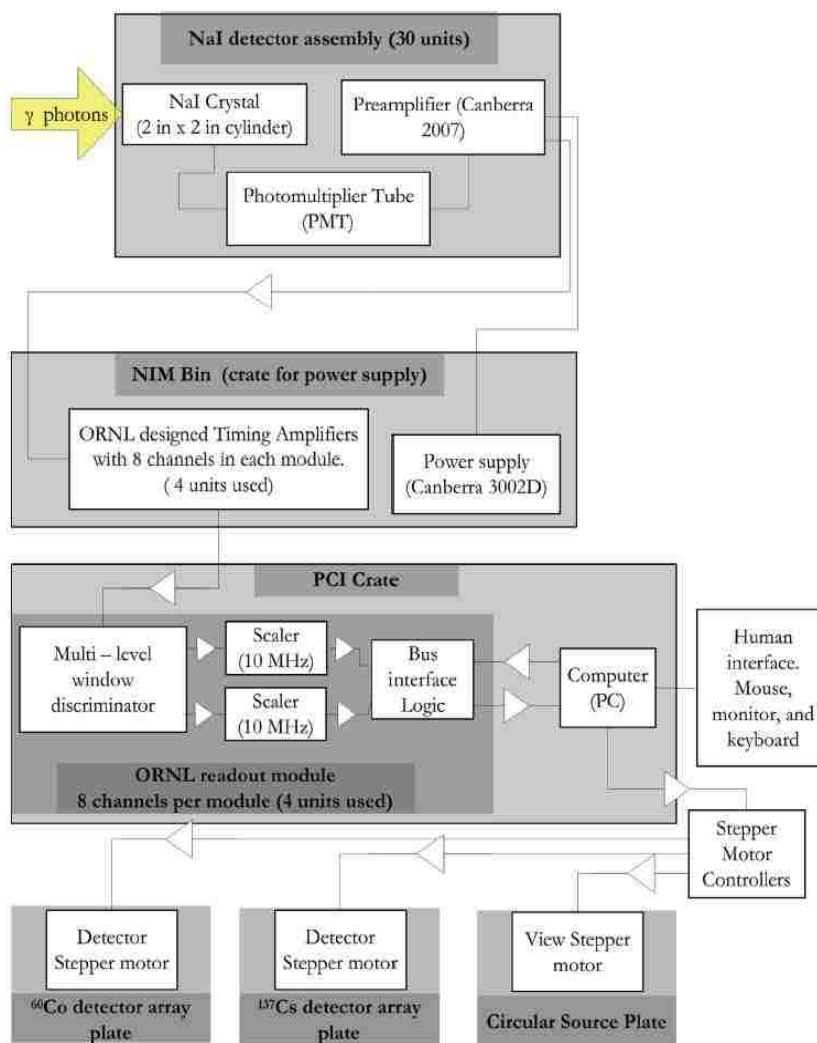 NaI detector assembly (30 units)
γ photons
NaI Crystal
(2 in x 2 in cylinder)
Preamplifier (Canberra
2007)
Photomultiplier Tube
(PMT)
NIM Bin (crate for power supply)
ORNL designed Timing Amplifiers
with 8 channels in each module.
( 4 units used)
Power supply
(Canberra 3002D)
PCI Crate
Multi – level
window
discriminator
Scaler
(10 MHz)
Scaler
(10 MHz)
Bus
interface
Logic
Computer
(PC)
Human
interface.
Mouse,
monitor, and
keyboard
ORNL readout module
8 channels per module (4 units used)
Stepper
Motor
Controllers
Detector
Stepper motor
⁶⁰Co detector array
plate
Detector
Stepper motor
¹³⁷Cs detector array
plate
View Stepper
motor
Circular Source Plate